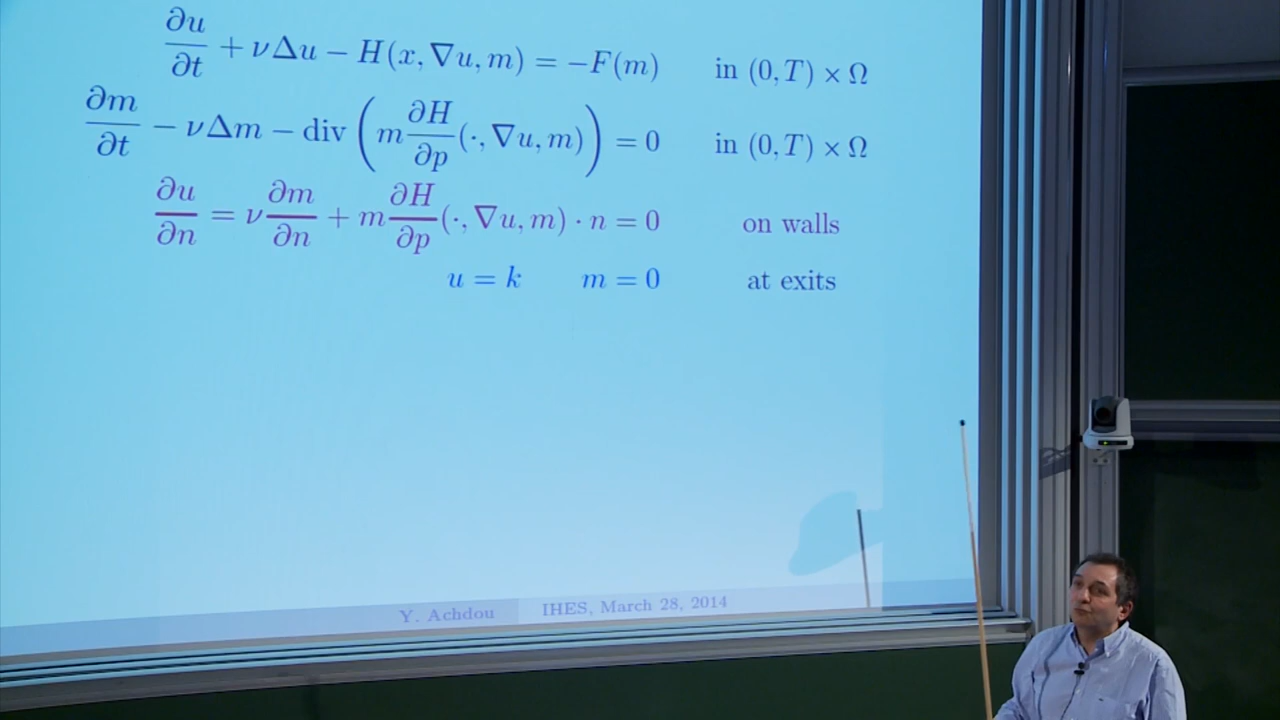 ∂u/∂t + νΔu − H(x, ∇u, m) = −F(m) in (0, T) × Ω
∂m/∂t − νΔm − div (m ∂H/∂p (·, ∇u, m)) = 0 in (0, T) × Ω
∂u/∂n = ν ∂m/∂n + m ∂H/∂p (·, ∇u, m) · n = 0 on walls
u = k m = 0 at exits
Y. Achdou IHES, March 28, 2014